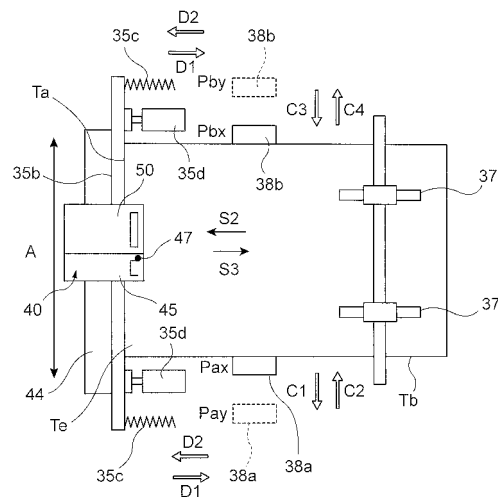 D2
35c
D1
Pby
38b
Ta
C3
C4
35b
Pbx
50
35d
38b
37
A
S2
47
S3
40
45
35d
37
44
Te
Pax
C1
C2
Tb
D2
Pay
38a
35c
D1
38a